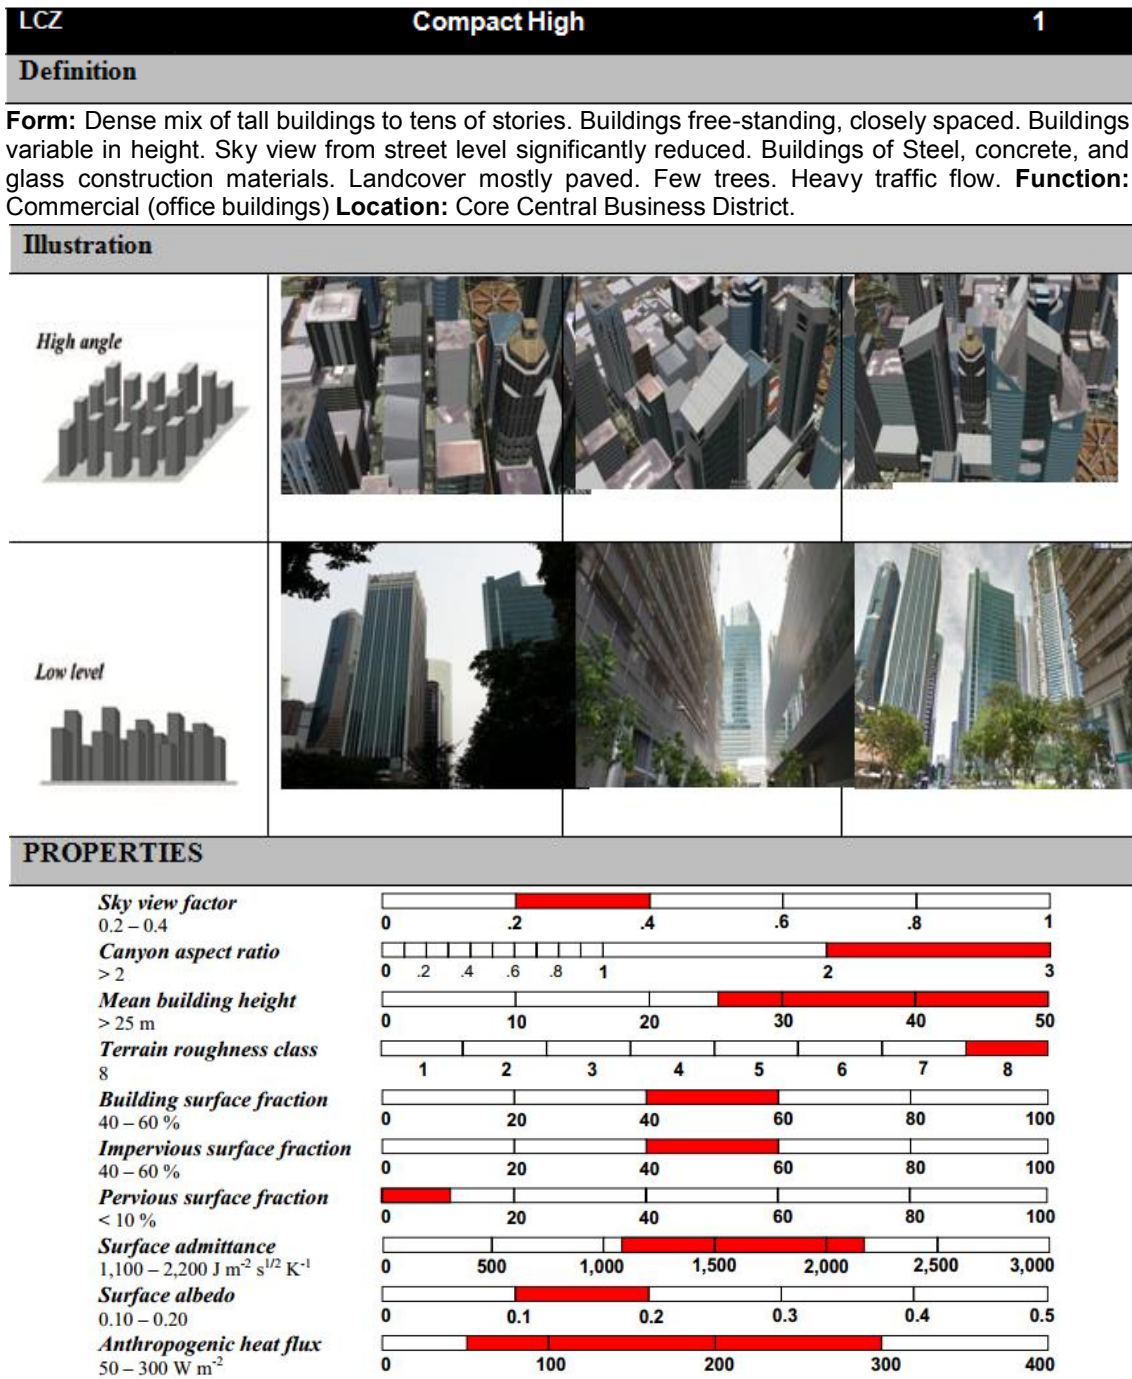 LCZ Compact High 1
Definition
Form: Dense mix of tall buildings to tens of stories. Buildings free-standing, closely spaced. Buildings
variable in height. Sky view from street level significantly reduced. Buildings of Steel, concrete, and
glass construction materials. Landcover mostly paved. Few trees. Heavy traffic flow. Function:
Commercial (office buildings) Location: Core Central Business District.
Illustration
High angle
Low level
PROPERTIES
Sky view factor
0.2 – 0.4
0 .2 .4 .6 .8 1
Canyon aspect ratio
> 2
0 .2 .4 .6 .8 1 2 3
Mean building height
> 25 m
0 10 20 30 40 50
Terrain roughness class
8
1 2 3 4 5 6 7 8
Building surface fraction
40 – 60 %
0 20 40 60 80 100
Impervious surface fraction
40 – 60 %
0 20 40 60 80 100
Pervious surface fraction
< 10 %
0 20 40 60 80 100
Surface admittance
1,100 – 2,200 J m⁻² s¹ᐟ² K⁻¹
0 500 1,000 1,500 2,000 2,500 3,000
Surface albedo
0.10 – 0.20
0 0.1 0.2 0.3 0.4 0.5
Anthropogenic heat flux
50 – 300 W m⁻²
0 100 200 300 400